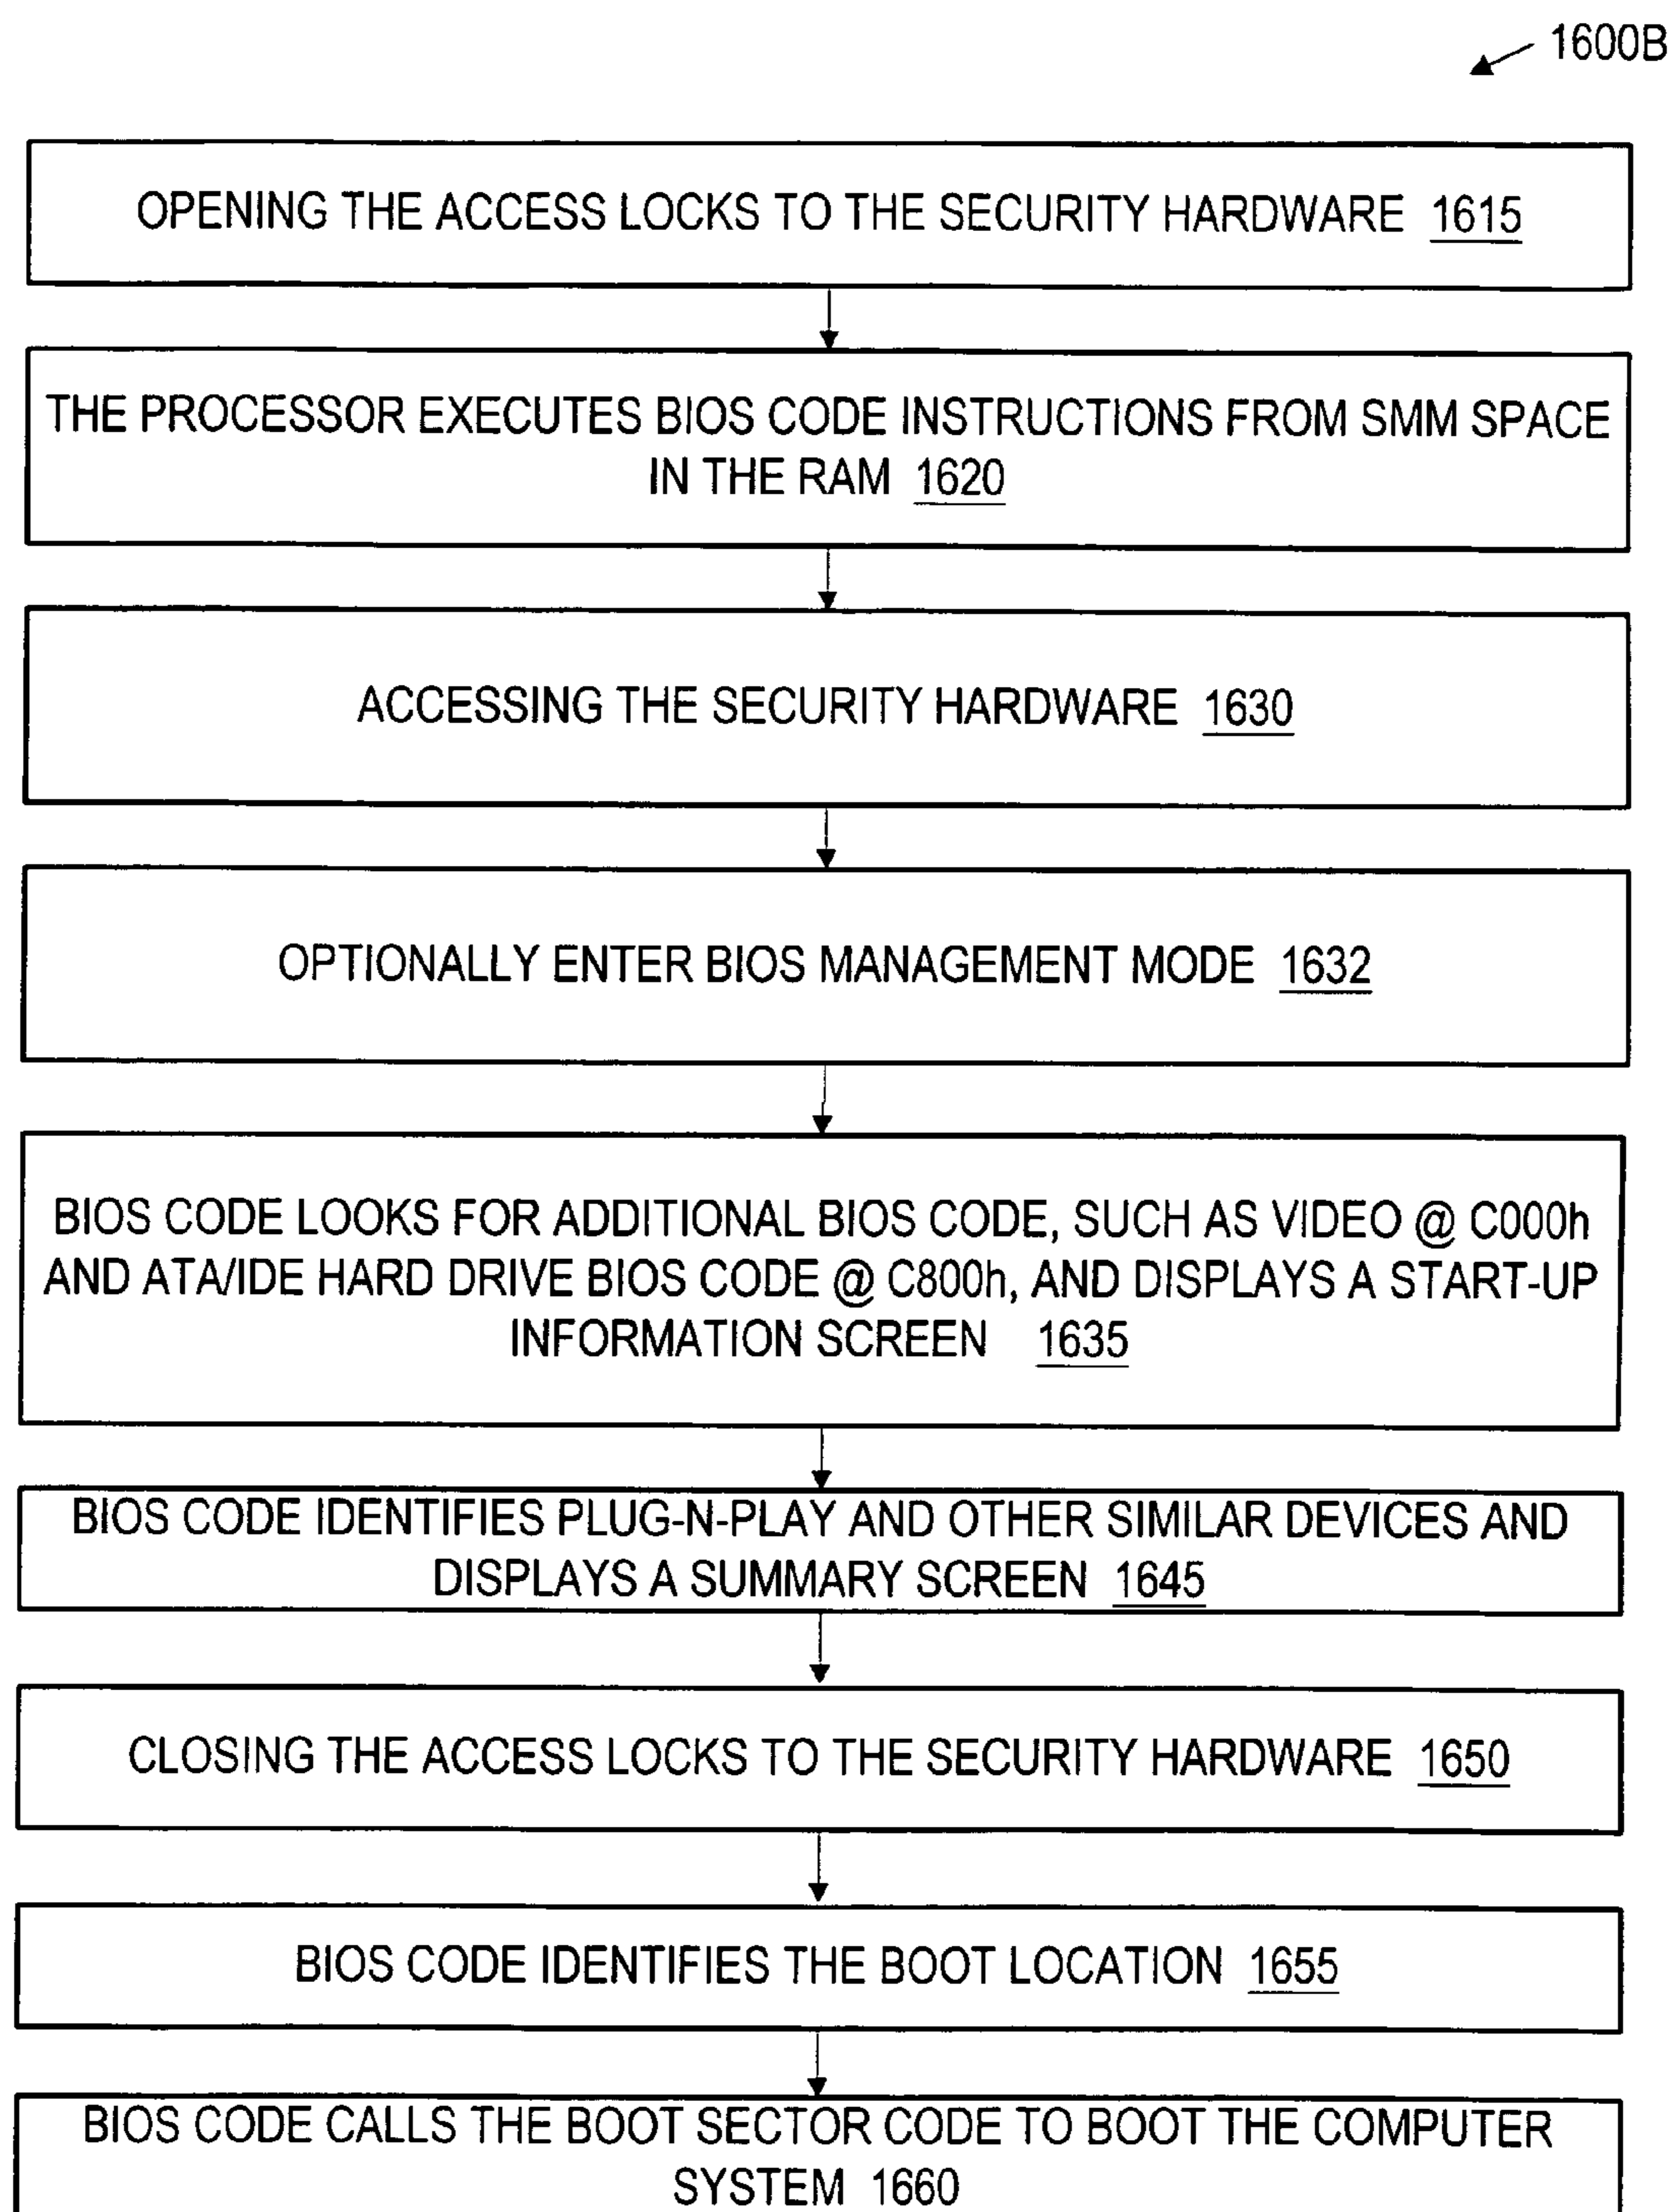 1600B
OPENING THE ACCESS LOCKS TO THE SECURITY HARDWARE 1615
THE PROCESSOR EXECUTES BIOS CODE INSTRUCTIONS FROM SMM SPACE
IN THE RAM 1620
ACCESSING THE SECURITY HARDWARE 1630
OPTIONALLY ENTER BIOS MANAGEMENT MODE 1632
BIOS CODE LOOKS FOR ADDITIONAL BIOS CODE, SUCH AS VIDEO @ C000h
AND ATA/IDE HARD DRIVE BIOS CODE @ C800h, AND DISPLAYS A START-UP
INFORMATION SCREEN 1635
BIOS CODE IDENTIFIES PLUG-N-PLAY AND OTHER SIMILAR DEVICES AND
DISPLAYS A SUMMARY SCREEN 1645
CLOSING THE ACCESS LOCKS TO THE SECURITY HARDWARE 1650
BIOS CODE IDENTIFIES THE BOOT LOCATION 1655
BIOS CODE CALLS THE BOOT SECTOR CODE TO BOOT THE COMPUTER
SYSTEM 1660